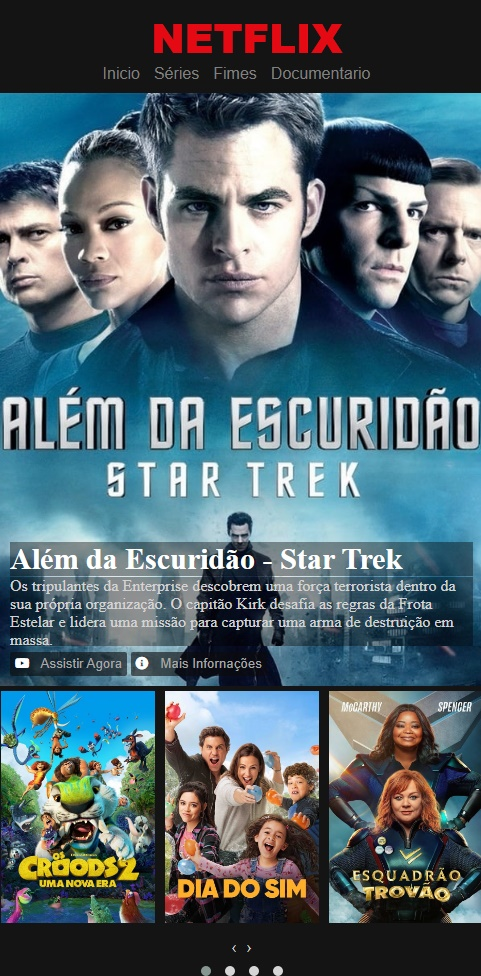 NETFLIX
Inicio Séries Fimes Documentario
ALÉM DA ESCURIDÃO
STAR TREK
Além da Escuridão - Star Trek
Os tripulantes da Enterprise descobrem uma força terrorista dentro da
sua própria organização. O capitão Kirk desafia as regras da Frota
Estelar e lidera uma missão para capturar uma arma de destruição em
massa.
Assistir Agora Mais Infornações
OS
CROODS 2
UMA NOVA ERA
DIA DO SIM
McCARTHY SPENCER
ESQUADRÃO
TROVÃO
‹ ›